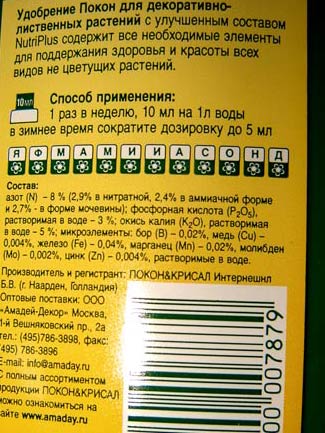 Удобрение Покон для декоративно-
лиственных растений с улучшенным составом
NutriPlus содержит все необходимые элементы
для поддержания здоровья и красоты всех
видов не цветущих растений.
10 мл
Способ применения:
1 раз в неделю, 10 мл на 1л воды
в зимнее время сократите дозировку до 5 мл
Я Ф М А М И И А С О Н Д
Состав:
азот (N) – 8 % (2,9% в нитратной, 2,4% в аммиачной форме
и 2,7% - в форме мочевины); фосфорная кислота (P₂O₅),
растворимая в воде – 3 %; окись калия (K₂O), растворимая
в воде – 5 %; микроэлементы: бор (B) – 0,02%, медь (Cu) –
0,004%, железо (Fe) – 0,04, марганец (Mn) – 0,02%, молибден
(Mo) – 0,002%, цинк (Zn) – 0,004%, растворимые в воде.
Производитель и регистрант: ПОКОН&КРИСАЛ Интернешнл
Б.В. (г. Наарден, Голландия)
Оптовые поставки: ООО
«Амадей-Декор» Москва,
1-й Вешняковский пр., 2а
тел.: (495)786-3898, факс:
(495) 786-3896
E-mail: info@amaday.ru
С полным ассортиментом
продукции ПОКОН&КРИСАЛ
можно ознакомиться на
сайте www.amaday.ru
000 007879